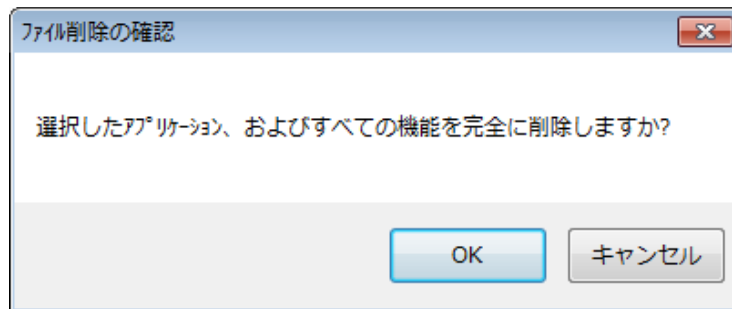 ﾌｧｲﾙ削除の確認
選択したｱﾌﾟﾘｹｰｼｮﾝ、およびすべての機能を完全に削除しますか?
OK
キャンセル